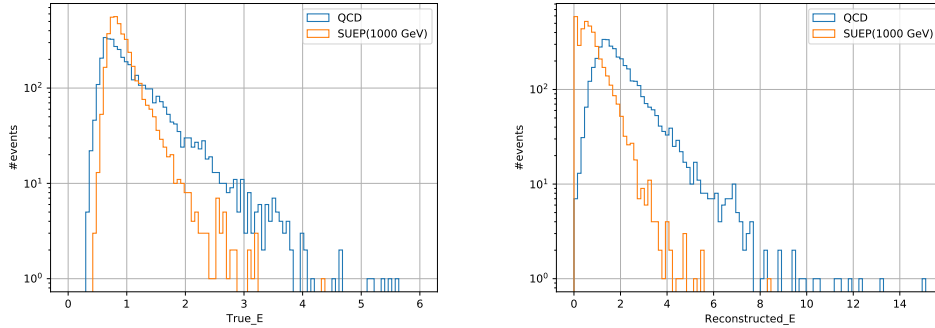 QCD
SUEP(1000 GeV)
#events
10²
10¹
10⁰
0 1 2 3 4 5 6
True_E
QCD
SUEP(1000 GeV)
#events
10²
10¹
10⁰
0 2 4 6 8 10 12 14
Reconstructed_E